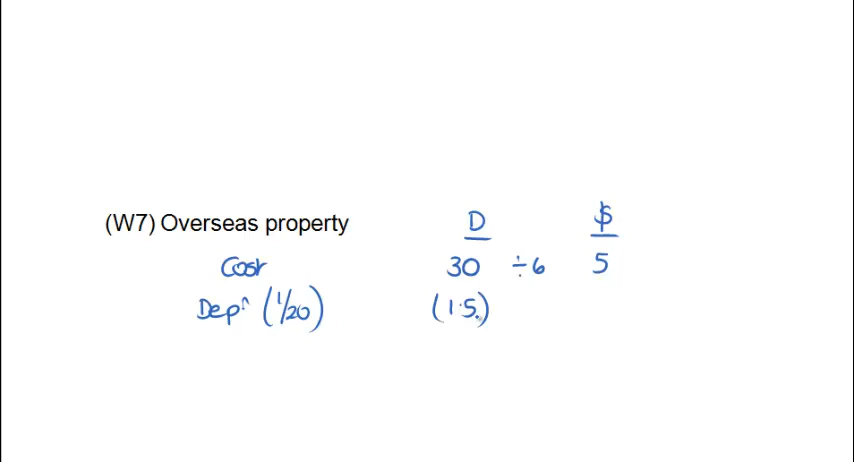 (W7) Overseas property D $
Cost 30 ÷6 5
Depⁿ (1/20) (1.5)